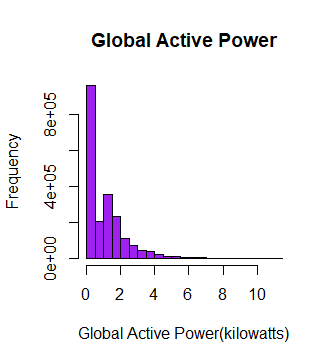 Global Active Power
Frequency
8e+05
4e+05
0e+00
0 2 4 6 8 10
Global Active Power(kilowatts)